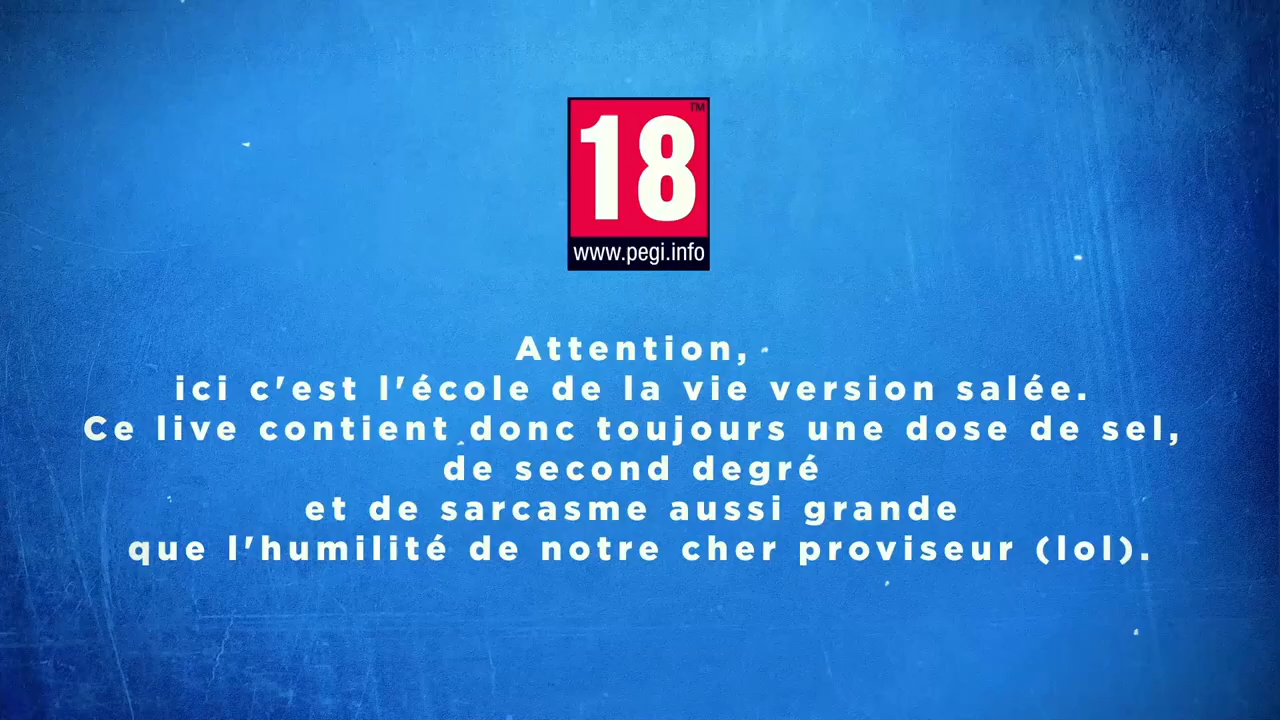 TM
18
www.pegi.info
Attention,
ici c'est l'école de la vie version salée.
Ce live contient donc toujours une dose de sel,
de second degré
et de sarcasme aussi grande
que l'humilité de notre cher proviseur (lol).